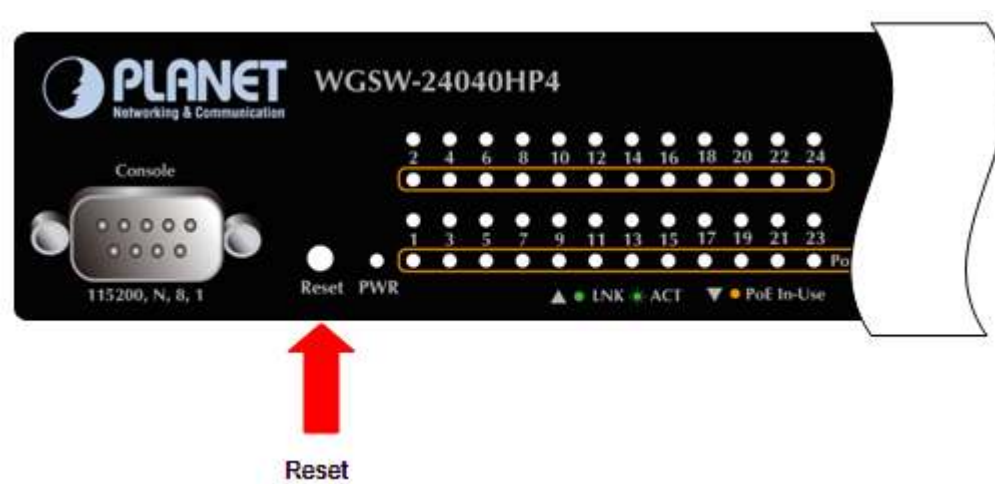 PLANET
Networking & Communication
WGSW-24040HP4
2 4 6 8 10 12 14 16 18 20 22 24
Console
1 3 5 7 9 11 13 15 17 19 21 23
Po
115200, N, 8, 1
Reset PWR
LNK ACT PoE In-Use
Reset